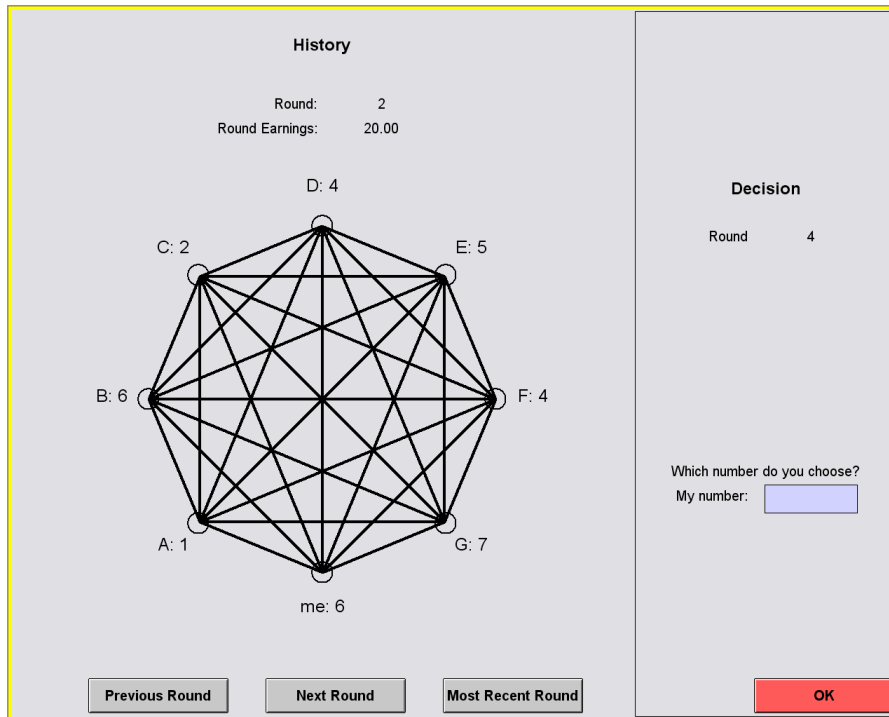 History
Round: 2
Round Earnings: 20.00
D: 4
C: 2
E: 5
B: 6
F: 4
A: 1
G: 7
me: 6
Previous Round
Next Round
Most Recent Round
Decision
Round 4
Which number do you choose?
My number:
OK